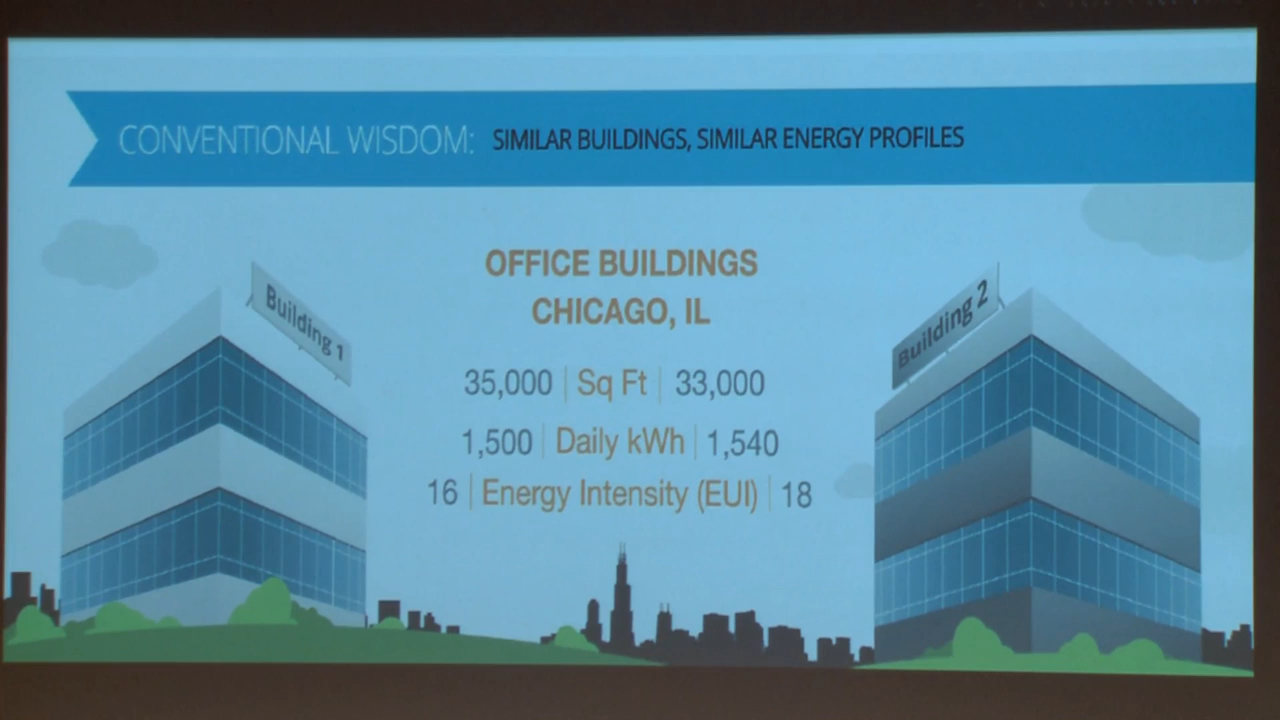 CONVENTIONAL WISDOM: SIMILAR BUILDINGS, SIMILAR ENERGY PROFILES
OFFICE BUILDINGS
CHICAGO, IL
Building 1
Building 2
35,000 | Sq Ft | 33,000
1,500 | Daily kWh | 1,540
16 | Energy Intensity (EUI) | 18